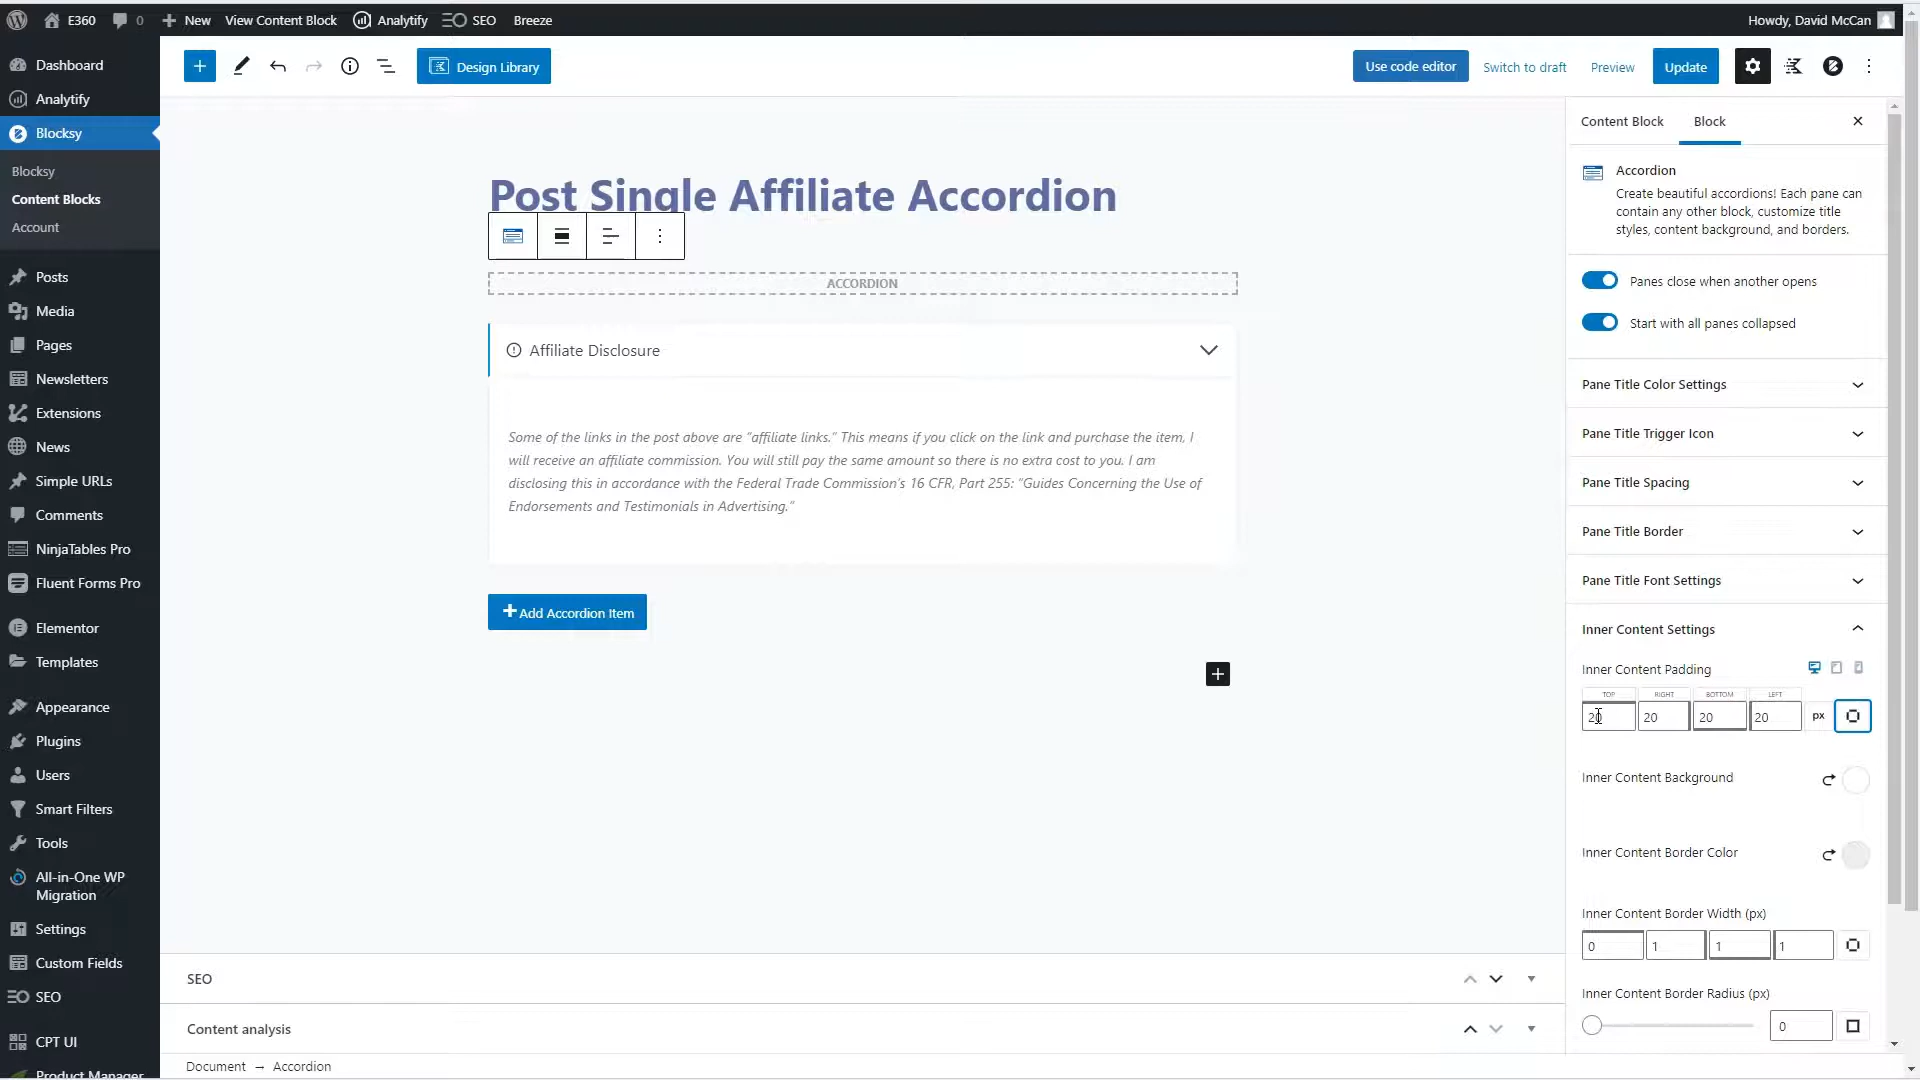 E360
0
New
View Content Block
Analytify
SEO
Breeze
Howdy, David McCan
Dashboard
Analytify
Blocksy
Blocksy
Content Blocks
Account
Posts
Media
Pages
Newsletters
Extensions
News
Simple URLs
Comments
NinjaTables Pro
Fluent Forms Pro
Elementor
Templates
Appearance
Plugins
Users
Smart Filters
Tools
All-in-One WP
Migration
Settings
Custom Fields
SEO
CPT UI
Product Manager
Design Library
Use code editor
Switch to draft
Preview
Update
Post Single Affiliate Accordion
ACCORDION
Affiliate Disclosure
Some of the links in the post above are “affiliate links.” This means if you click on the link and purchase the item, I
will receive an affiliate commission. You will still pay the same amount so there is no extra cost to you. I am
disclosing this in accordance with the Federal Trade Commission’s 16 CFR, Part 255: “Guides Concerning the Use of
Endorsements and Testimonials in Advertising.”
Add Accordion Item
SEO
Content analysis
Document → Accordion
Content Block
Block
Accordion
Create beautiful accordions! Each pane can
contain any other block, customize title
styles, content background, and borders.
Panes close when another opens
Start with all panes collapsed
Pane Title Color Settings
Pane Title Trigger Icon
Pane Title Spacing
Pane Title Border
Pane Title Font Settings
Inner Content Settings
Inner Content Padding
TOP RIGHT BOTTOM LEFT
20 20 20 20 px
Inner Content Background
Inner Content Border Color
Inner Content Border Width (px)
0 1 1 1
Inner Content Border Radius (px)
0